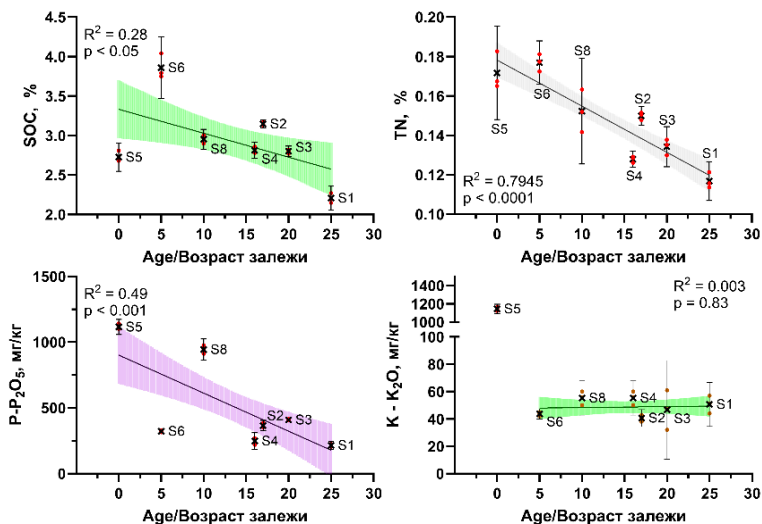 R² = 0.28
p < 0.05
SOC, %
4.5
4.0
3.5
3.0
2.5
2.0
S5
S6
S8
S4
S2
S3
S1
0 5 10 15 20 25 30
Age/Возраст залежи
TN, %
0.20
0.18
0.16
0.14
0.12
0.10
S5
S6
S8
S4
S2
S3
S1
R² = 0.7945
p < 0.0001
0 5 10 15 20 25 30
Age/Возраст залежи
R² = 0.49
p < 0.001
P-P₂O₅, мг/кг
1500
1000
500
0
S5
S6
S8
S4
S2
S3
S1
0 5 10 15 20 25 30
Age/Возраст залежи
R² = 0.003
p = 0.83
K - K₂O, мг/кг
1400
1200
1000
80
60
40
20
0
S5
S6
S8
S4
S2
S3
S1
0 5 10 15 20 25 30
Age/Возраст залежи